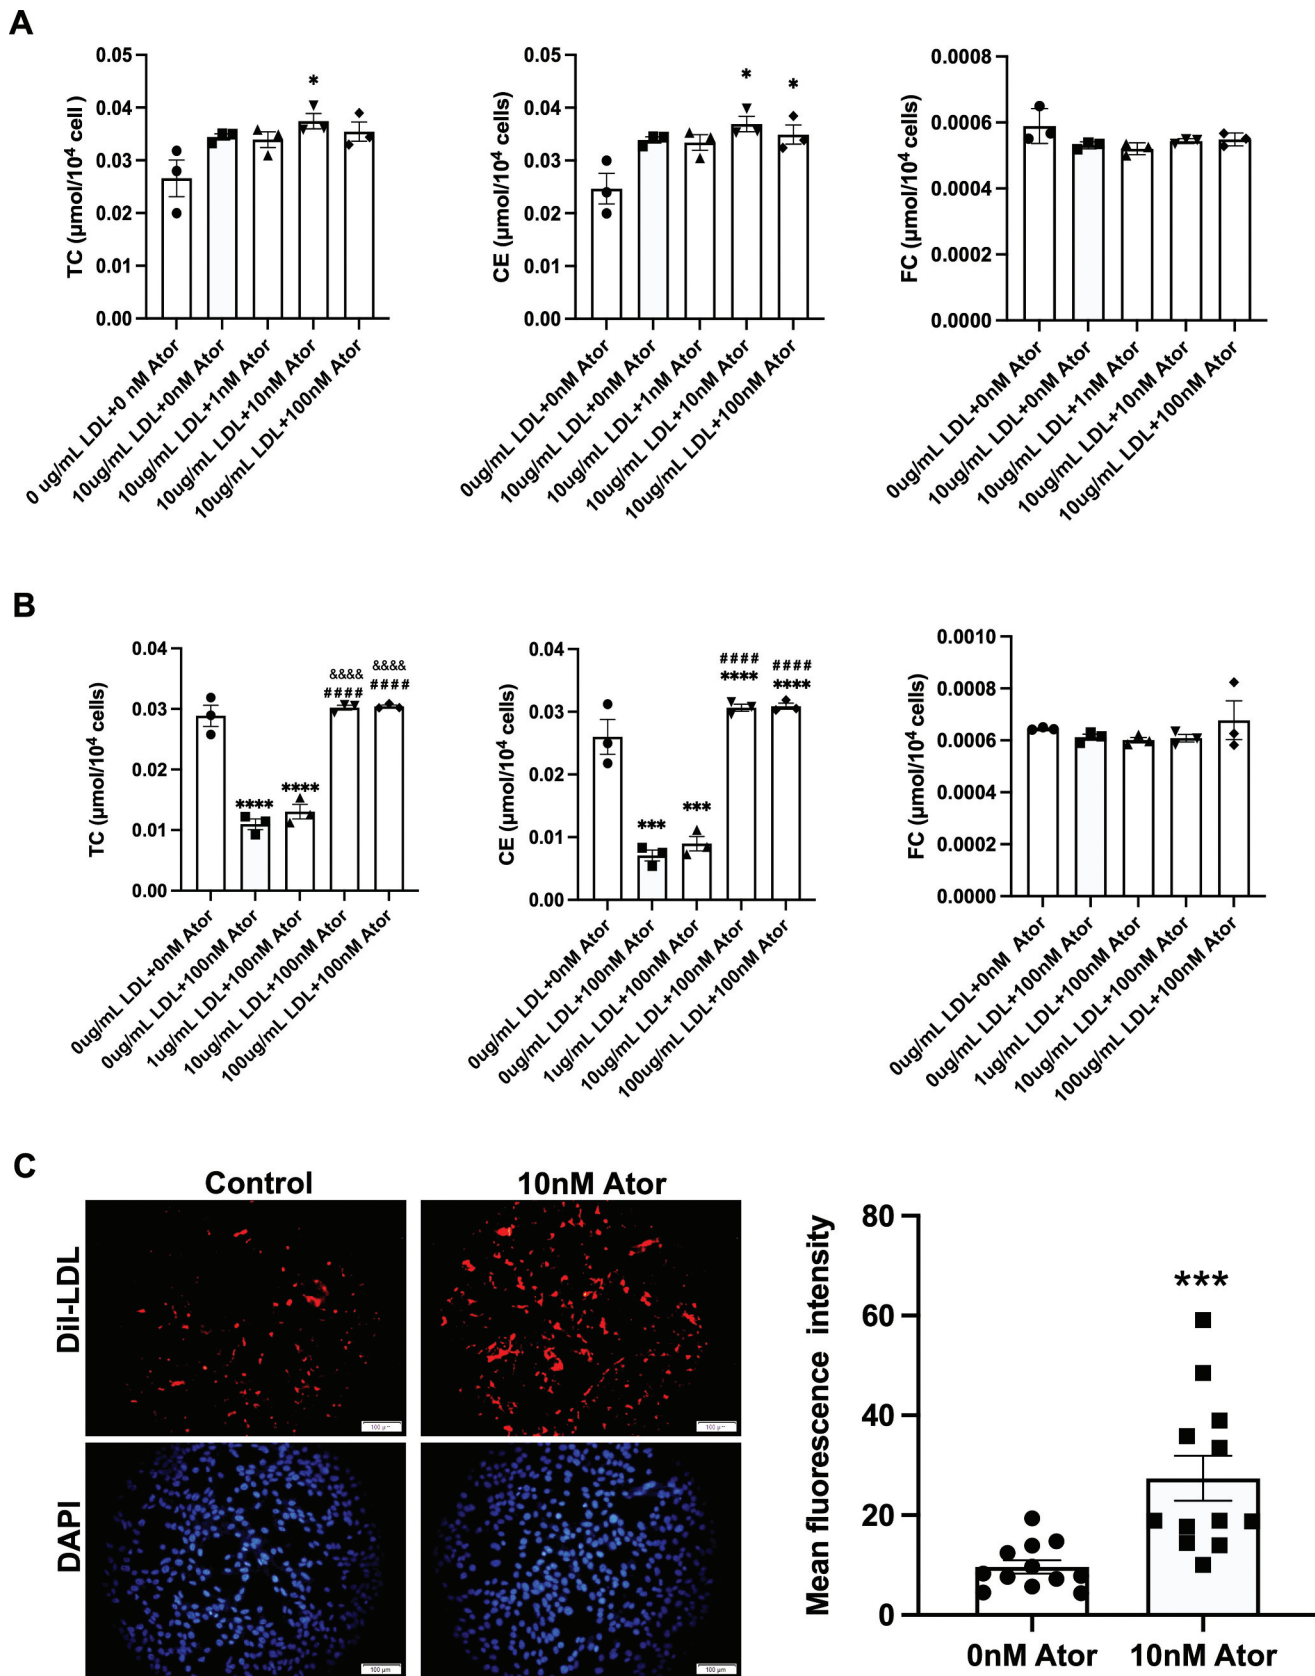 A
TC (µmol/10⁴ cell )
0.05
0.04
0.03
0.02
0.01
0.00
*
0 ug/mL LDL+0 nM Ator
10ug/mL LDL+0nM Ator
10ug/mL LDL+1nM Ator
10ug/mL LDL+10nM Ator
10ug/mL LDL+100nM Ator
CE (µmol/10⁴ cells)
0.05
0.04
0.03
0.02
0.01
0.00
*
*
0ug/mL LDL+0nM Ator
10ug/mL LDL+0nM Ator
10ug/mL LDL+1nM Ator
10ug/mL LDL+10nM Ator
10ug/mL LDL+100nM Ator
FC (µmol/10⁴ cells)
0.0008
0.0006
0.0004
0.0002
0.0000
0ug/mL LDL+0nM Ator
10ug/mL LDL+0nM Ator
10ug/mL LDL+1nM Ator
10ug/mL LDL+10nM Ator
10ug/mL LDL+100nM Ator
B
TC (µmol/10⁴ cells)
0.04
0.03
0.02
0.01
0.00
****
****
&&&&
####
&&&&
####
0ug/mL LDL+0nM Ator
0ug/mL LDL+100nM Ator
1ug/mL LDL+100nM Ator
10ug/mL LDL+100nM Ator
100ug/mL LDL+100nM Ator
CE (µmol/10⁴ cells)
0.04
0.03
0.02
0.01
0.00
***
***
####
****
####
****
0ug/mL LDL+0nM Ator
0ug/mL LDL+100nM Ator
1ug/mL LDL+100nM Ator
10ug/mL LDL+100nM Ator
100ug/mL LDL+100nM Ator
FC (µmol/10⁴ cells)
0.0010
0.0008
0.0006
0.0004
0.0002
0.0000
0ug/mL LDL+0nM Ator
0ug/mL LDL+100nM Ator
1ug/mL LDL+100nM Ator
10ug/mL LDL+100nM Ator
100ug/mL LDL+100nM Ator
C
Control
10nM Ator
Dil-LDL
100 µm
100 µm
DAPI
100 µm
100 µm
Mean fluorescence intensity
80
60
40
20
0
***
0nM Ator
10nM Ator